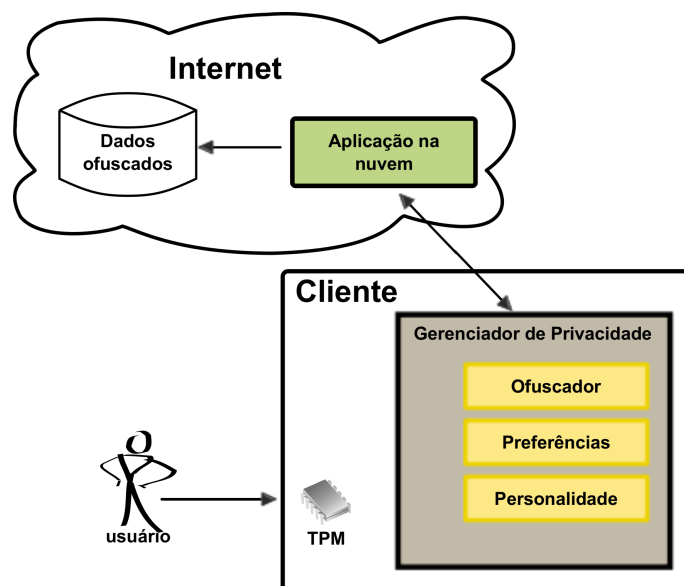 Internet
Dados
ofuscados
Aplicação na
nuvem
Cliente
Gerenciador de Privacidade
Ofuscador
Preferências
Personalidade
usuário
TPM